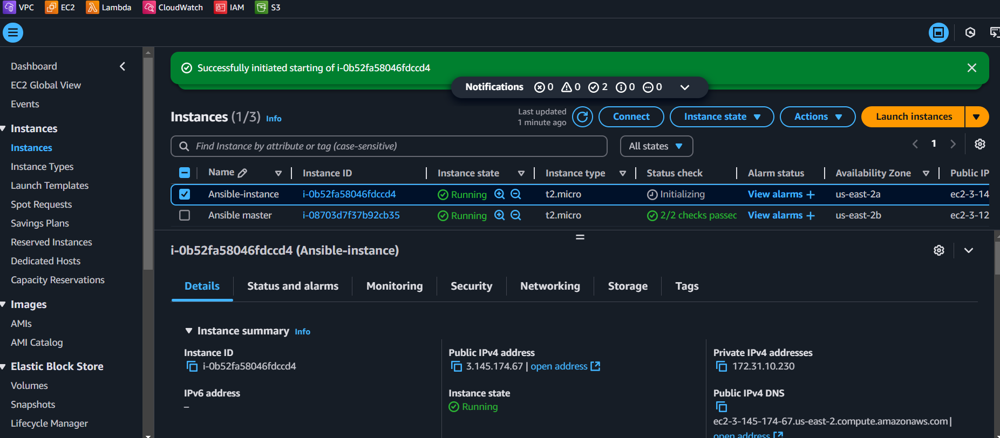 VPC EC2 Lambda CloudWatch IAM S3
Dashboard
EC2 Global View
Events
Instances
Instances
Instance Types
Launch Templates
Spot Requests
Savings Plans
Reserved Instances
Dedicated Hosts
Capacity Reservations
Images
AMIs
AMI Catalog
Elastic Block Store
Volumes
Snapshots
Lifecycle Manager
Successfully initiated starting of i-0b52fa58046fdccd4
Notifications 0 0 2 0 0
Instances (1/3) Info
Last updated
1 minute ago
Connect Instance state Actions Launch instances
Find Instance by attribute or tag (case-sensitive) All states 1
Name Instance ID Instance state Instance type Status check Alarm status Availability Zone Public IP
Ansible-instance i-0b52fa58046fdccd4 Running t2.micro Initializing View alarms + us-east-2a ec2-3-14
Ansible master i-08703d7f37b92cb35 Running t2.micro 2/2 checks passec View alarms + us-east-2b ec2-3-12
i-0b52fa58046fdccd4 (Ansible-instance)
Details Status and alarms Monitoring Security Networking Storage Tags
Instance summary Info
Instance ID
i-0b52fa58046fdccd4
Public IPv4 address
3.145.174.67 | open address
Private IPv4 addresses
172.31.10.230
IPv6 address
–
Instance state
Running
Public IPv4 DNS
ec2-3-145-174-67.us-east-2.compute.amazonaws.com |
open address